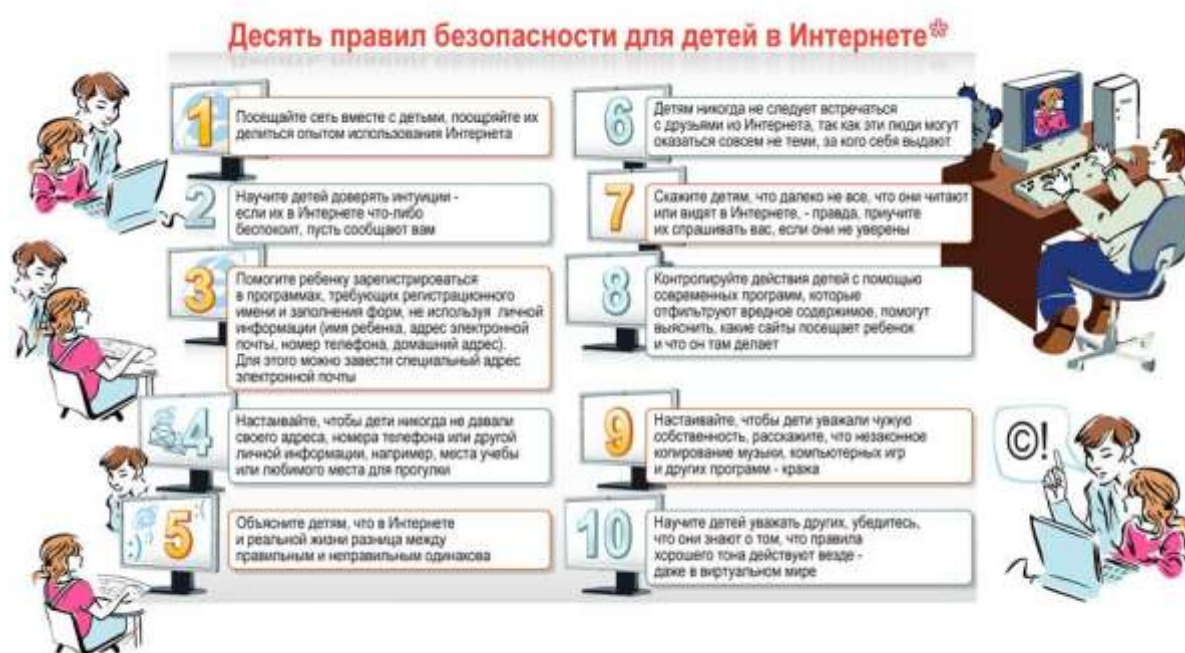 Десять правил безопасности для детей в Интернете*
1
Посещайте сеть вместе с детьми, поощряйте их
делиться опытом использования Интернета
2
Научите детей доверять интуиции -
если их в Интернете что-либо
беспокоит, пусть сообщают вам
3
Помогите ребенку зарегистрироваться
в программах, требующих регистрационного
имени и заполнения форм, не используя личной
информации (имя ребенка, адрес электронной
почты, номер телефона, домашний адрес).
Для этого можно завести специальный адрес
электронной почты
4
Настаивайте, чтобы дети никогда не давали
своего адреса, номера телефона или другой
личной информации, например, места учебы
или любимого места для прогулки
5
Объясните детям, что в Интернете
и реальной жизни разница между
правильным и неправильным одинакова
6
Детям никогда не следует встречаться
с друзьями из Интернета, так как эти люди могут
оказаться совсем не теми, за кого себя выдают
7
Скажите детям, что далеко не все, что они читают
или видят в Интернете, - правда, приучите
их спрашивать вас, если они не уверены
8
Контролируйте действия детей с помощью
современных программ, которые
отфильтруют вредное содержимое, помогут
выяснить, какие сайты посещает ребенок
и что он там делает
9
Настаивайте, чтобы дети уважали чужую
собственность, расскажите, что незаконное
копирование музыки, компьютерных игр
и других программ - кража
10
Научите детей уважать других, убедитесь,
что они знают о том, что правила
хорошего тона действуют везде -
даже в виртуальном мире
©!